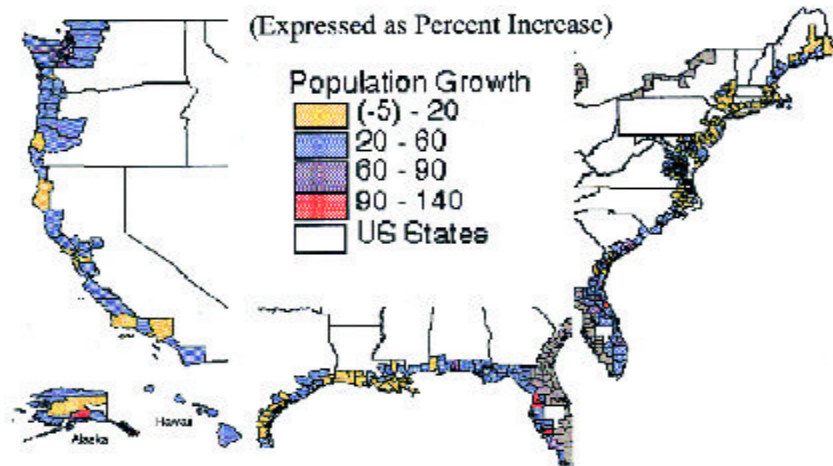 (Expressed as Percent Increase)
Population Growth
(-5) - 20
20 - 60
60 - 90
90 - 140
US States
Alaska
Hawaii